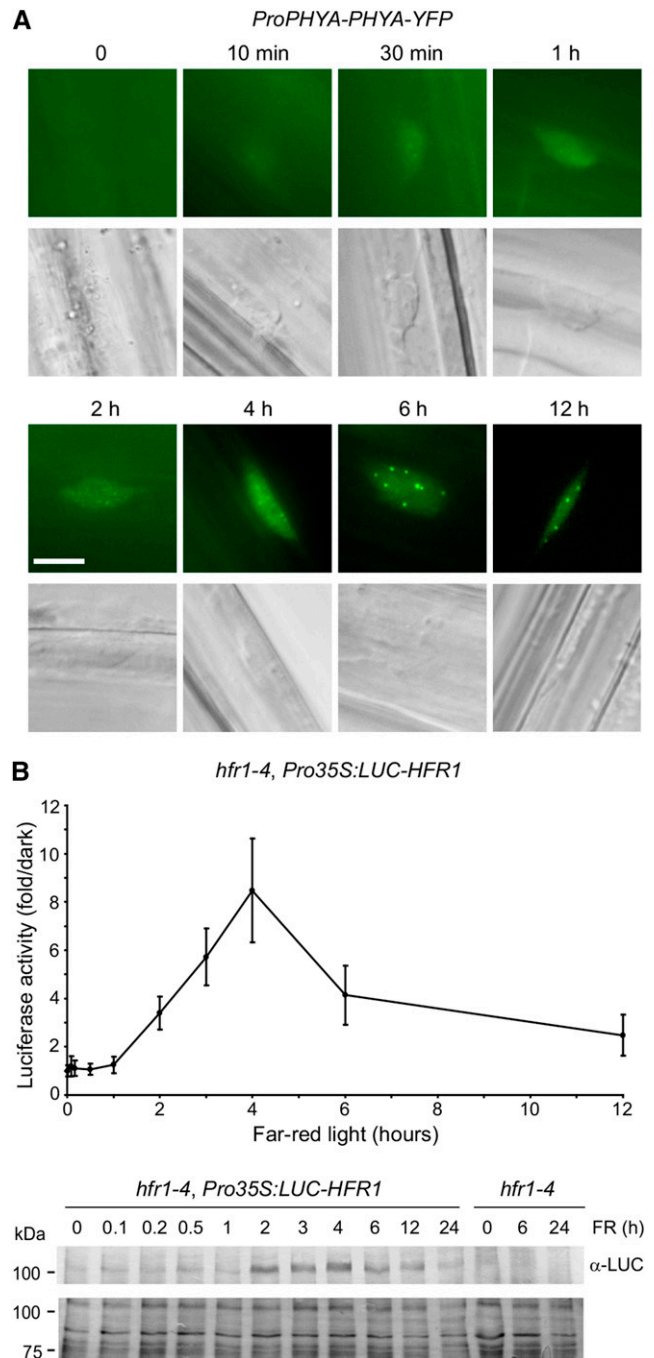 A
ProPHYA-PHYA-YFP
0 10 min 30 min 1 h
2 h 4 h 6 h 12 h
B
hfr1-4, Pro35S:LUC-HFR1
Luciferase activity (fold/dark)
12
10
8
6
4
2
0
0 2 4 6 8 10 12
Far-red light (hours)
hfr1-4, Pro35S:LUC-HFR1 hfr1-4
kDa 0 0.1 0.2 0.5 1 2 3 4 6 12 24 0 6 24 FR (h)
100 α-LUC
100
75